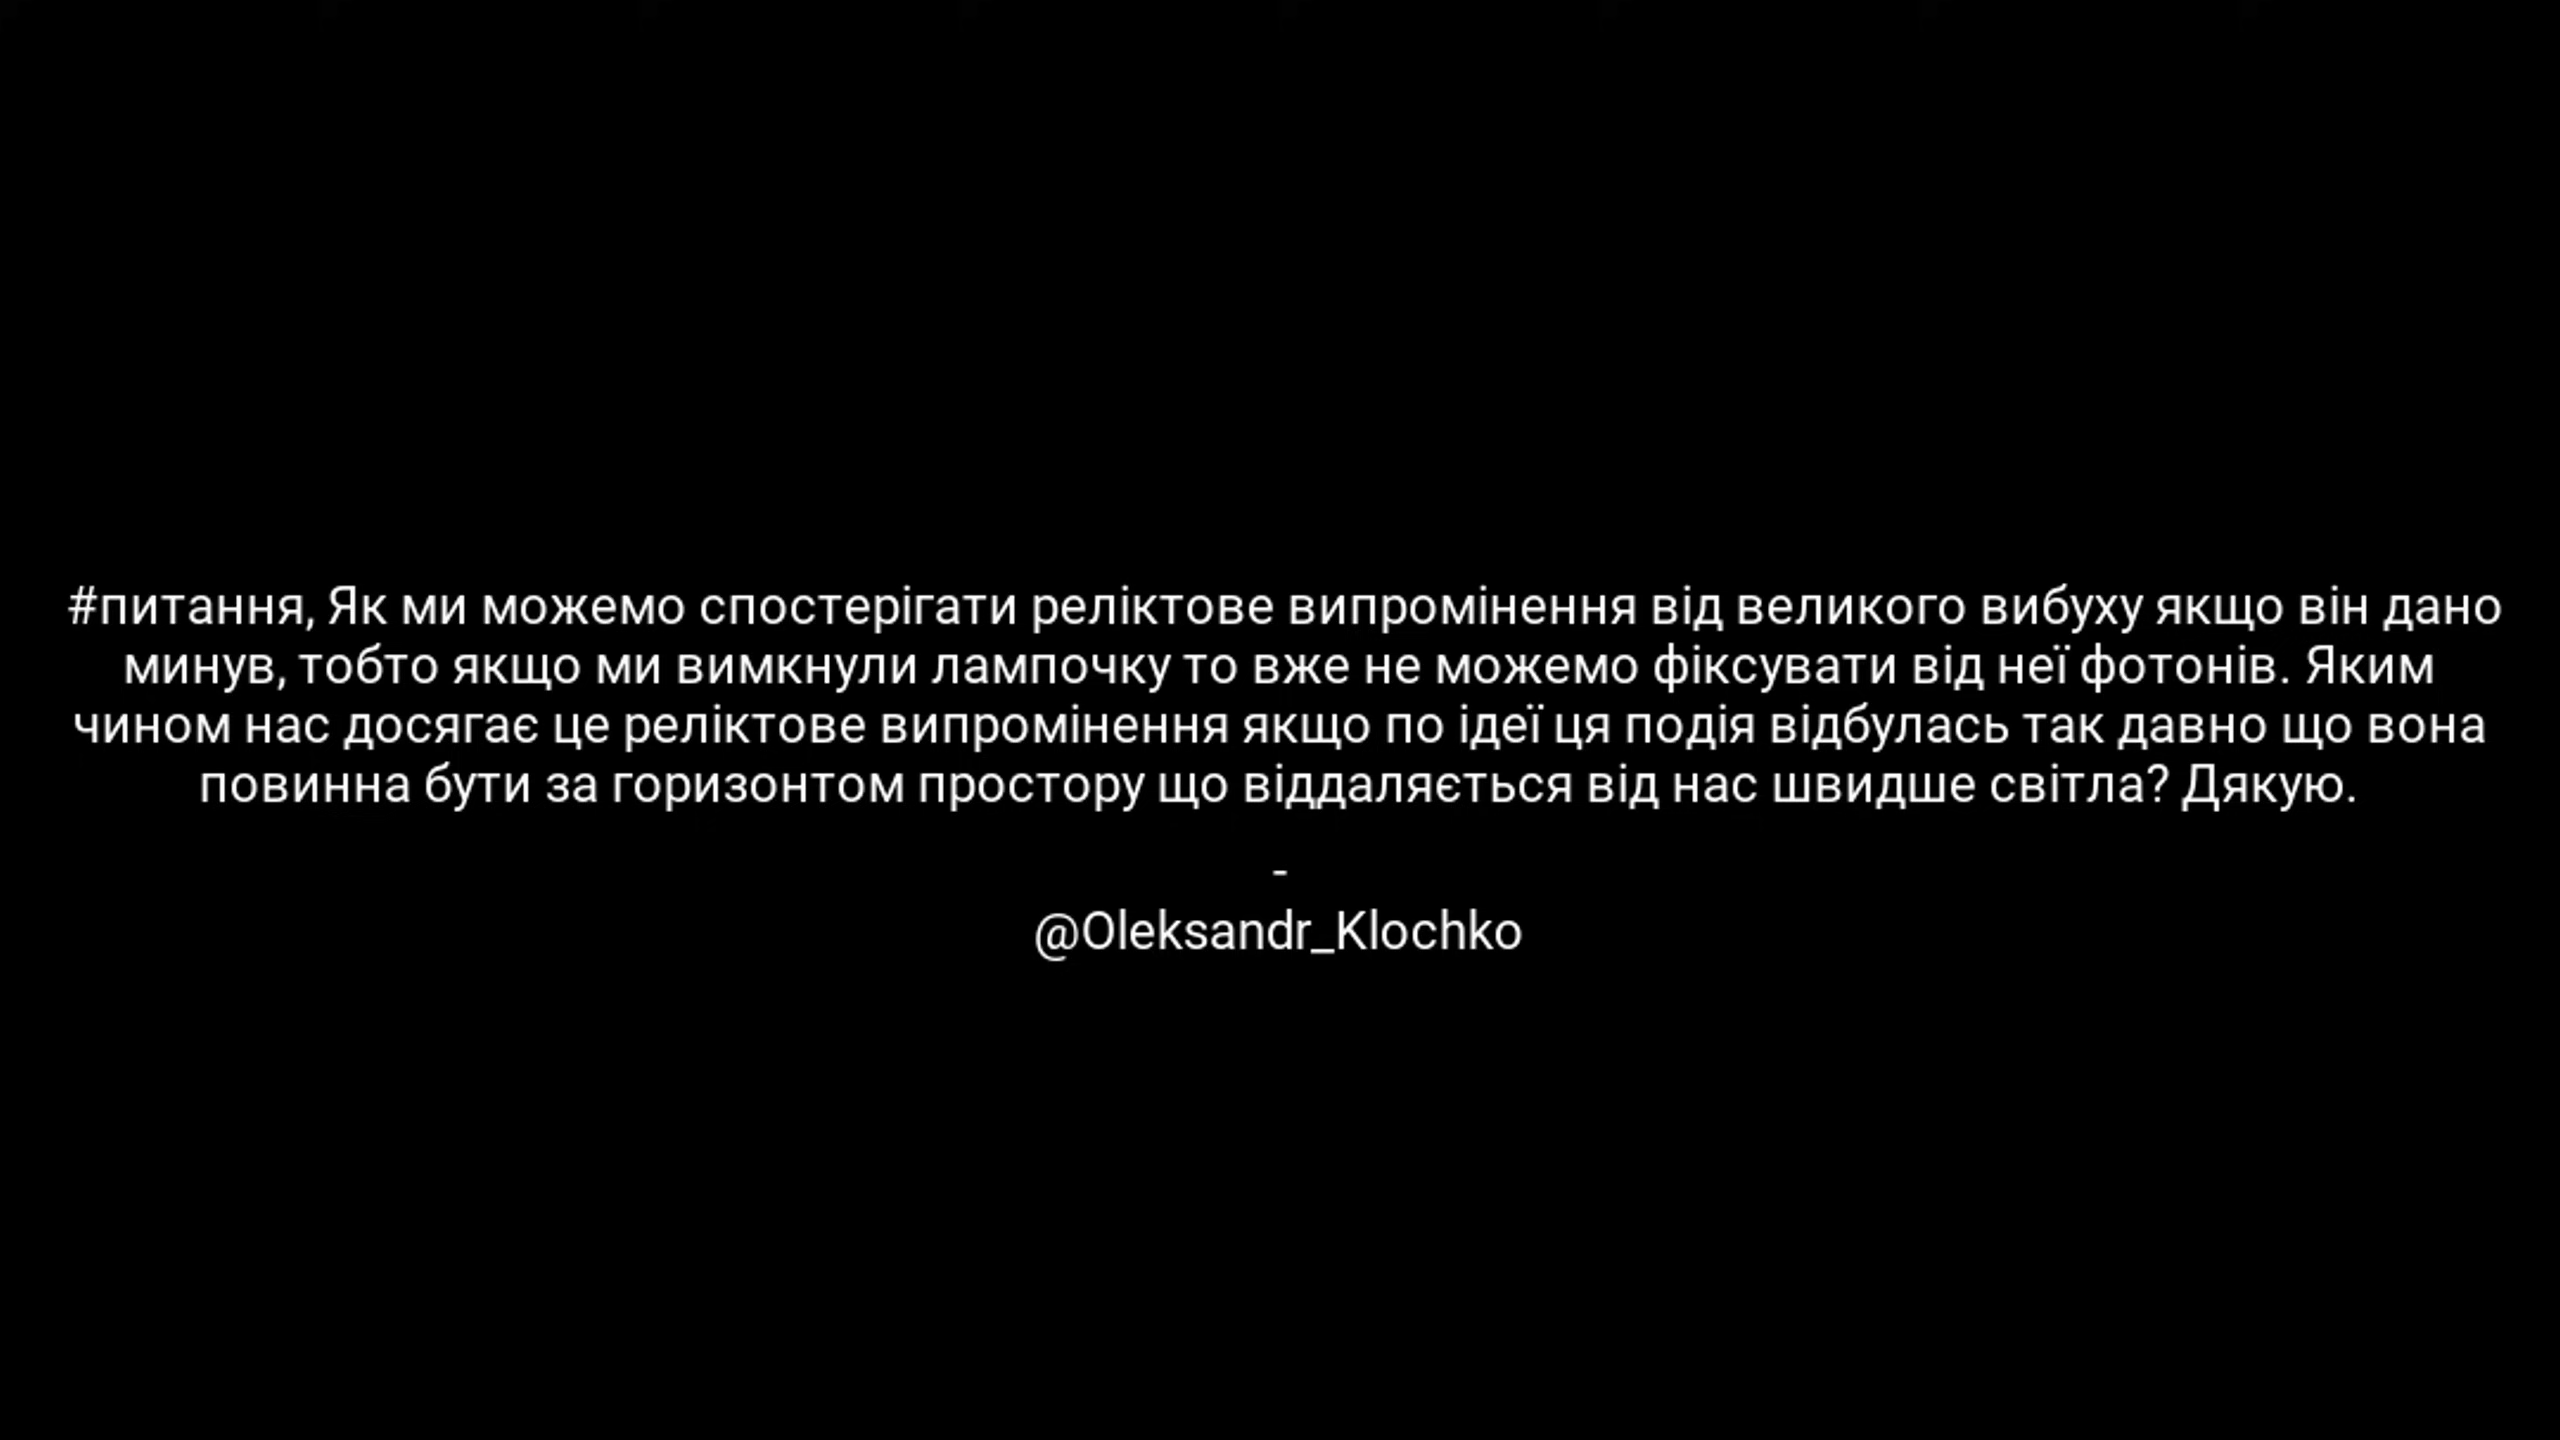 #питання, Як ми можемо спостерігати реліктове випромінення від великого вибуху якщо він дано
минув, тобто якщо ми вимкнули лампочку то вже не можемо фіксувати від неї фотонів. Яким
чином нас досягає це реліктове випромінення якщо по ідеї ця подія відбулась так давно що вона
повинна бути за горизонтом простору що віддаляється від нас швидше світла? Дякую.
-
@Oleksandr_Klochko